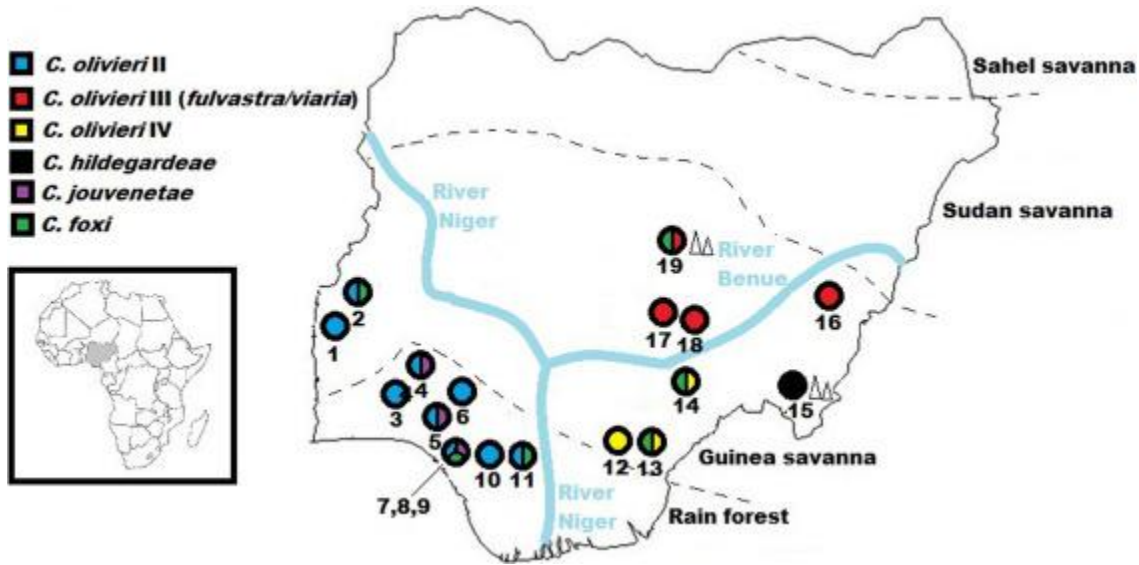 C. olivieri II
C. olivieri III (fulvastra/viaria)
C. olivieri IV
C. hildegardeae
C. jouvenetae
C. foxi
Sahel savanna
Sudan savanna
River
Niger
River
Benue
19
2
1
17
18
16
4
3
6
5
14
15
7,8,9
10
11
12
13
Guinea savanna
River
Niger
Rain forest